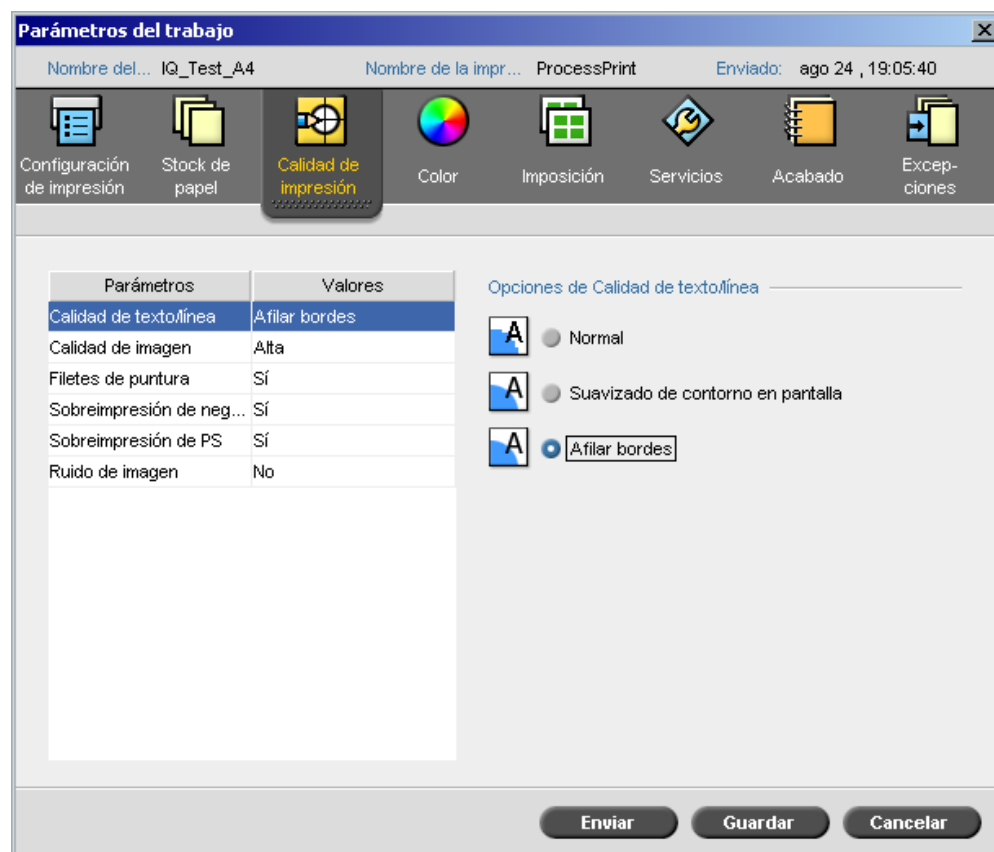 Parámetros del trabajo
Nombre del... IQ_Test_A4 Nombre de la impr... ProcessPrint Enviado: ago 24 , 19:05:40
Configuración de impresión
Stock de papel
Calidad de impresión
Color
Imposición
Servicios
Acabado
Excep-
ciones
Parámetros Valores
Calidad de texto/línea Afilar bordes
Calidad de imagen Alta
Filetes de puntura Sí
Sobreimpresión de neg... Sí
Sobreimpresión de PS Sí
Ruido de imagen No
Opciones de Calidad de texto/línea
A Normal
A Suavizado de contorno en pantalla
A Afilar bordes
Enviar Guardar Cancelar